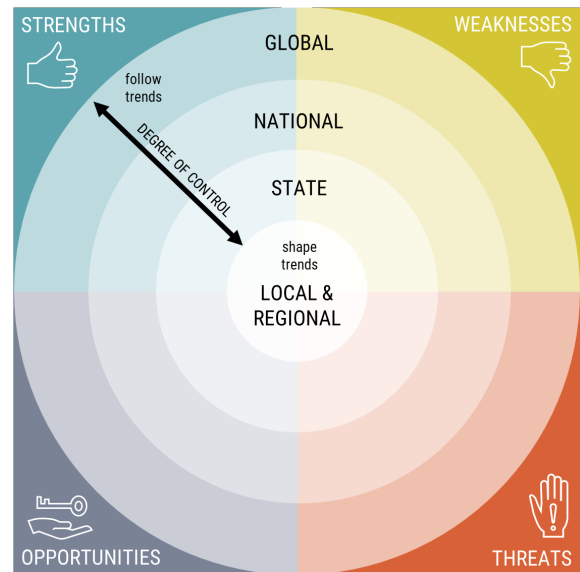 STRENGTHS
WEAKNESSES
GLOBAL
follow
trends
NATIONAL
DEGREE OF CONTROL
STATE
shape
trends
LOCAL &
REGIONAL
OPPORTUNITIES
THREATS